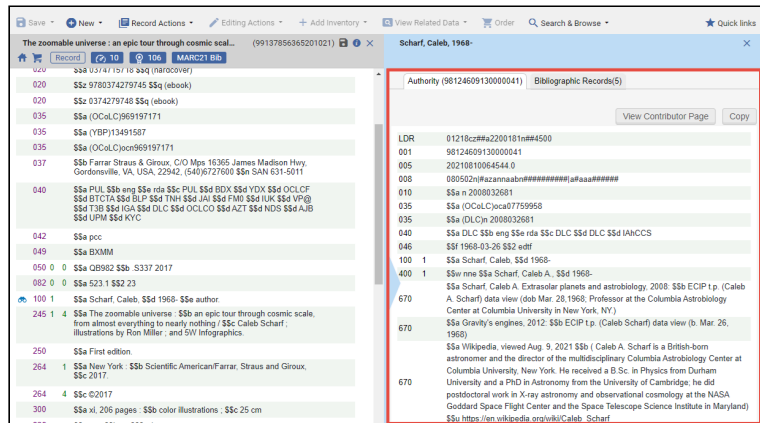 Save New Record Actions Editing Actions Add Inventory View Related Data Order Search & Browse Quick links
The zoomable universe : an epic tour through cosmic scal... (99137856365201021)
Record 10 106 MARC21 Bib
020 $$a 0374715718 $$q (hardcover)
020 $$z 9780374279745 $$q (ebook)
020 $$z 0374279748 $$q (ebook)
035 $$a (OCoLC)969197171
035 $$a (YBP)13491587
035 $$a (OCoLC)ocn969197171
037 $$b Farrar Straus & Giroux, C/O Mps 16365 James Madison Hwy,
Gordonsville, VA, USA, 22942, (540)6727600 $$n SAN 631-5011
040 $$a PUL $$b eng $$e rda $$c PUL $$d BDX $$d YDX $$d OCLCF
$$d BTCTA $$d BLP $$d TNH $$d JAI $$d FM0 $$d IUK $$d VP@
$$d T3B $$d IGA $$d DLC $$d OCLCO $$d AZT $$d NDS $$d AJB
$$d UPM $$d KYC
042 $$a pcc
049 $$a BXMM
050 0 0 $$a QB982 $$b .S337 2017
082 0 0 $$a 523.1 $$2 23
100 1 $$a Scharf, Caleb, $$d 1968- $$e author.
245 1 4 $$a The zoomable universe : $$b an epic tour through cosmic scale,
from almost everything to nearly nothing / $$c Caleb Scharf ;
illustrations by Ron Miller ; and 5W Infographics.
250 $$a First edition.
264 1 $$a New York : $$b Scientific American/Farrar, Straus and Giroux,
$$c 2017.
264 4 $$c ©2017
300 $$a xi, 206 pages : $$b color illustrations ; $$c 25 cm
Scharf, Caleb, 1968-
Authority (98124609130000041) Bibliographic Records(5)
View Contributor Page Copy
LDR 01218cz##a2200181n##4500
001 98124609130000041
005 20210810064544.0
008 080502n|#azannaabn##########|a#aaa######
010 $$a n 2008032681
035 $$a (OCoLC)oca07759958
035 $$a (DLC)n 2008032681
040 $$a DLC $$b eng $$e rda $$c DLC $$d DLC $$d IAhCCS
046 $$f 1968-03-26 $$2 edtf
100 1 $$a Scharf, Caleb, $$d 1968-
400 1 $$w nne $$a Scharf, Caleb A., $$d 1968-
670 $$a Scharf, Caleb A. Extrasolar planets and astrobiology, 2008: $$b ECIP t.p. (Caleb
A. Scharf) data view (dob Mar. 28,1968; Professor at the Columbia Astrobiology
Center at Columbia University in New York, NY.)
670 $$a Gravity's engines, 2012: $$b ECIP t.p. (Caleb Scharf) data view (b. Mar. 26,
1968)
670 $$a Wikipedia, viewed Aug. 9, 2021 $$b ( Caleb A. Scharf is a British-born
astronomer and the director of the multidisciplinary Columbia Astrobiology Center at
Columbia University, New York. He received a B.Sc. in Physics from Durham
University and a PhD in Astronomy from the University of Cambridge; he did
postdoctoral work in X-ray astronomy and observational cosmology at the NASA
Goddard Space Flight Center and the Space Telescope Science Institute in Maryland)
$$u https://en.wikipedia.org/wiki/Caleb_Scharf